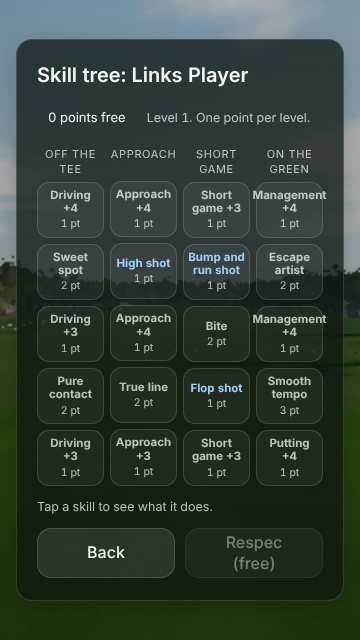 Skill tree: Links Player
0 points free Level 1. One point per level.
OFF THE TEE APPROACH SHORT GAME ON THE GREEN
Driving +4 1 pt
Approach +4 1 pt
Short game +3 1 pt
Management +4 1 pt
Sweet spot 2 pt
High shot 1 pt
Bump and run shot 1 pt
Escape artist 2 pt
Driving +3 1 pt
Approach +4 1 pt
Bite 2 pt
Management +4 1 pt
Pure contact 2 pt
True line 2 pt
Flop shot 1 pt
Smooth tempo 3 pt
Driving +3 1 pt
Approach +3 1 pt
Short game +3 1 pt
Putting +4 1 pt
Tap a skill to see what it does.
Back
Respec (free)